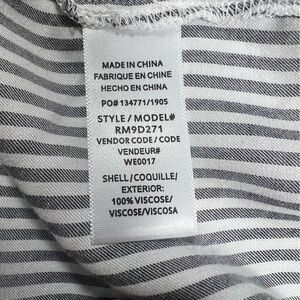 MADE IN CHINA
FABRIQUE EN CHINE
HECHO EN CHINA
PO# 134771/1905
STYLE / MODEL#
RM9D271
VENDOR CODE / CODE
VENDEUR#
WE0017
SHELL / COQUILLE/
EXTERIOR:
100% VISCOSE/
VISCOSE/VISCOSA